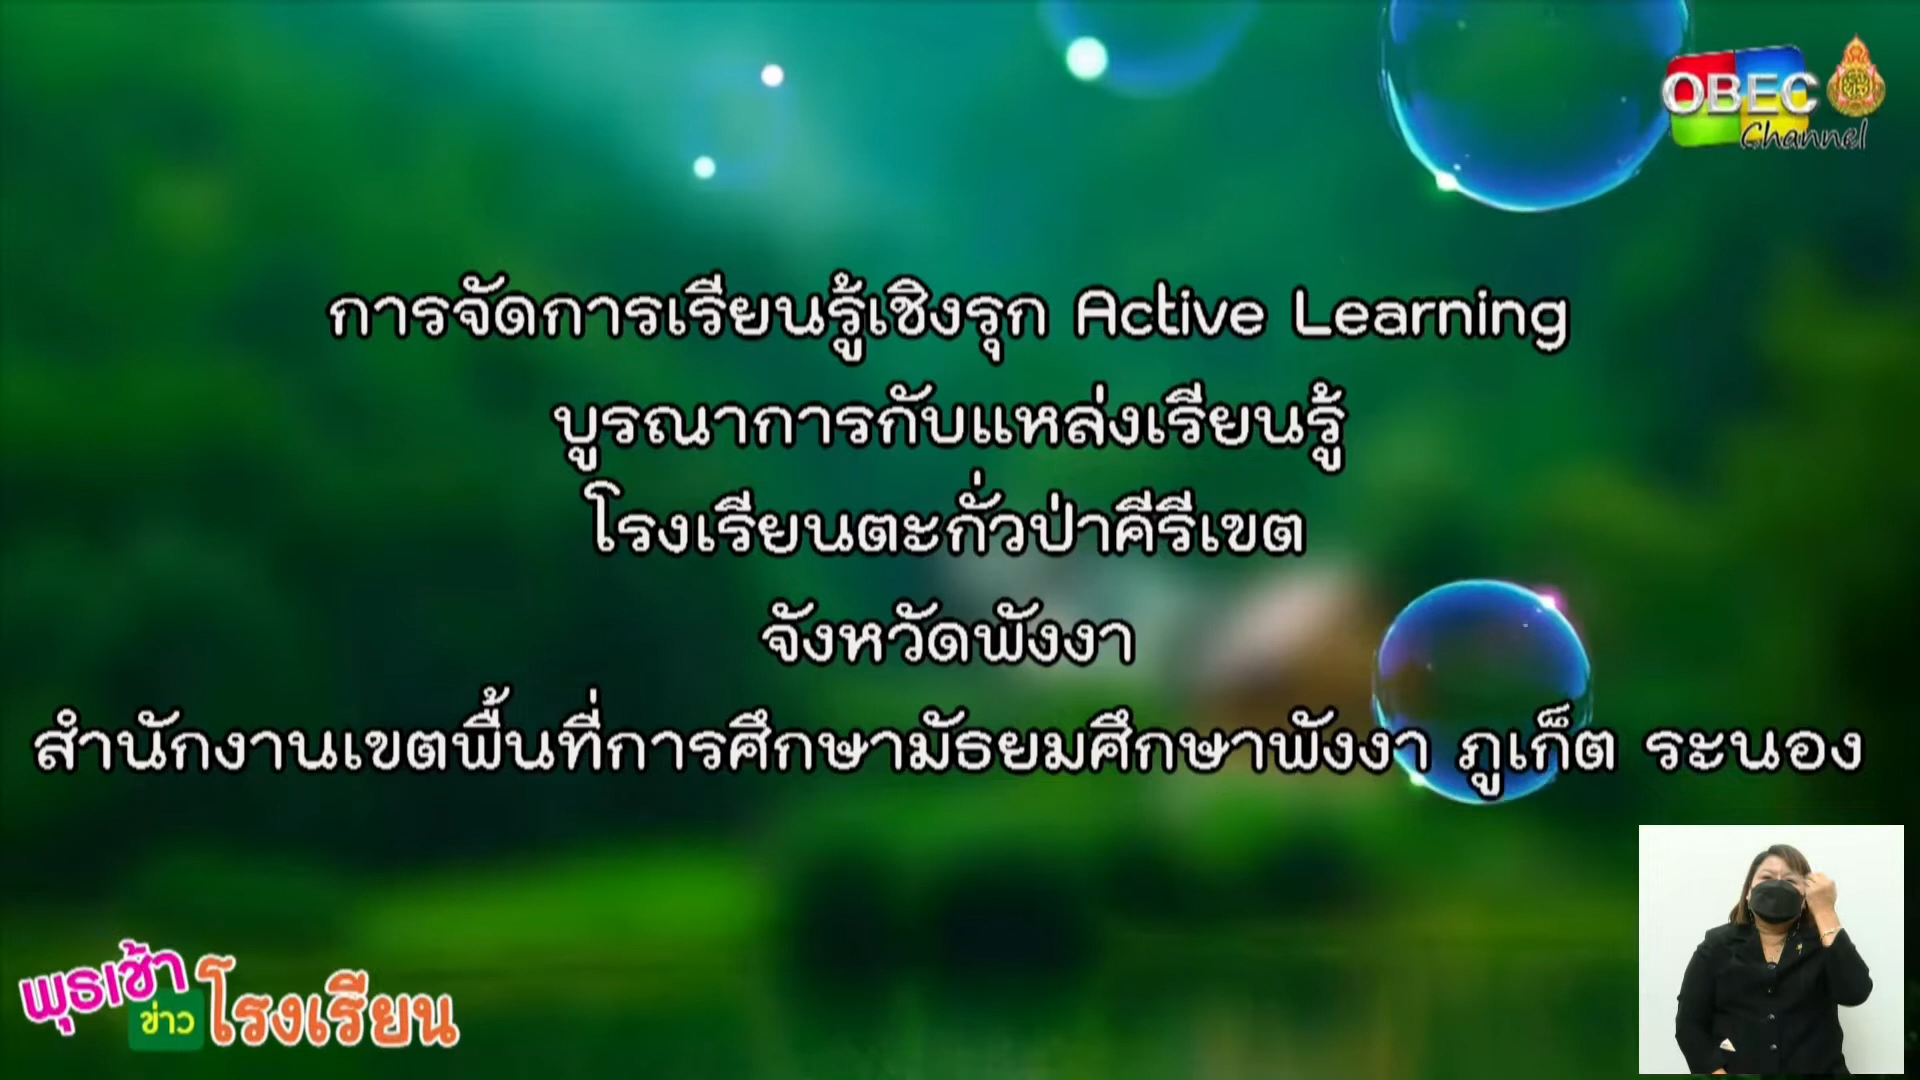 OBEC
Channel
การจัดการเรียนรู้เชิงรุก Active Learning
บูรณาการกับแหล่งเรียนรู้
โรงเรียนตะกั่วป่าคีรีเขต
จังหวัดพังงา
สำนักงานเขตพื้นที่การศึกษามัธยมศึกษาพังงา ภูเก็ต ระนอง
พุธเช้า
ข่าว โรงเรียน